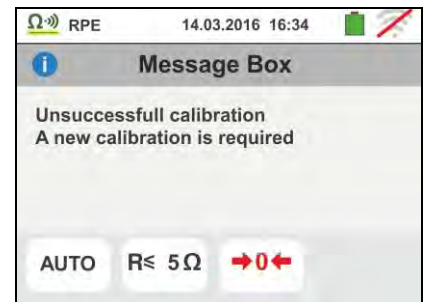 Ω RPE 14.03.2016 16:34
Message Box
Unsuccessfull calibration
A new calibration is required
AUTO R≤ 5Ω →0←